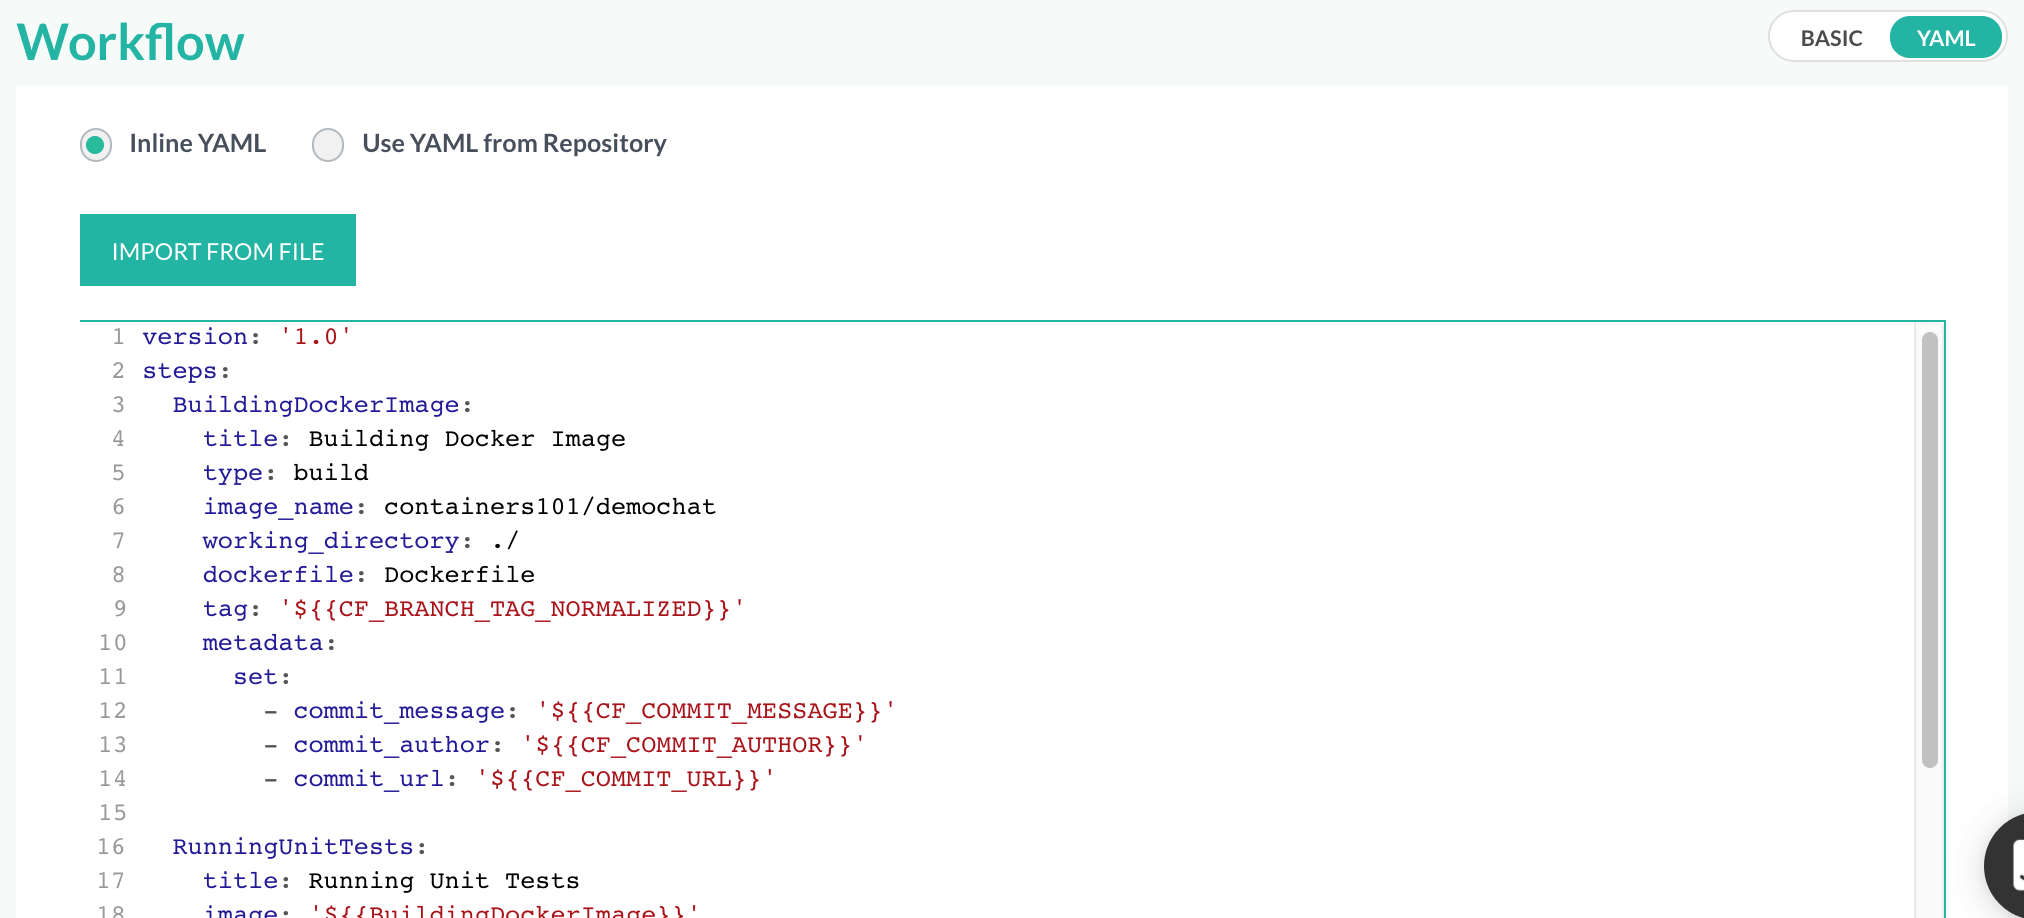 Workflow
BASIC YAML
Inline YAML Use YAML from Repository
IMPORT FROM FILE
1 version: '1.0'
2 steps:
3   BuildingDockerImage:
4     title: Building Docker Image
5     type: build
6     image_name: containers101/demochat
7     working_directory: ./
8     dockerfile: Dockerfile
9     tag: '${{CF_BRANCH_TAG_NORMALIZED}}'
10     metadata:
11       set:
12         - commit_message: '${{CF_COMMIT_MESSAGE}}'
13         - commit_author: '${{CF_COMMIT_AUTHOR}}'
14         - commit_url: '${{CF_COMMIT_URL}}'
15
16   RunningUnitTests:
17     title: Running Unit Tests
18     image: '${{BuildingDockerImage}}'